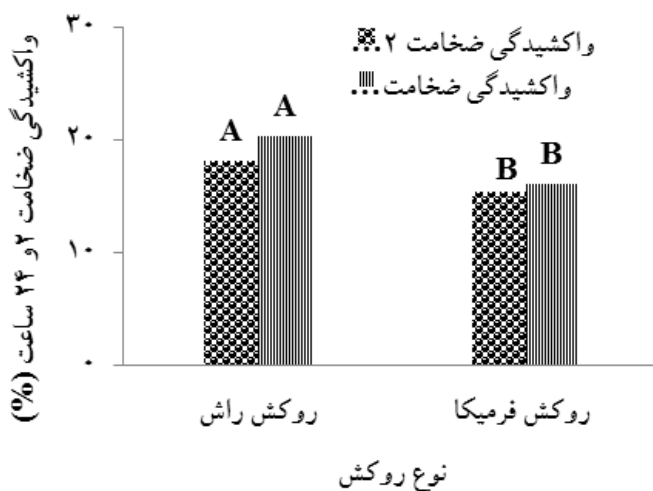 واکشیدگی ضخامت ۲ و ۲۴ ساعت (%)
۳۰
۲۰
۱۰
۰
واکشیدگی ضخامت ۲...
واکشیدگی ضخامت...
A
A
B
B
روکش راش
روکش فرمیکا
نوع روکش